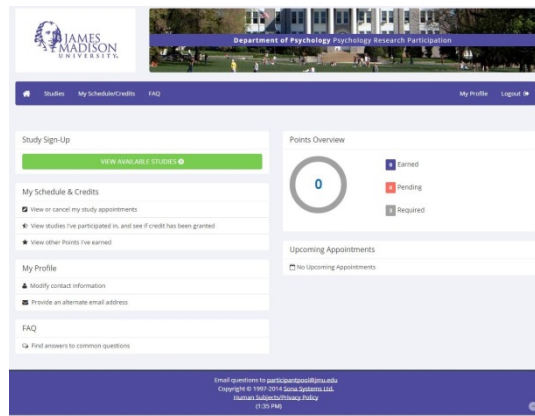 JAMES
MADISON
UNIVERSITY.
Department of Psychology Psychology Research Participation
Studies My Schedule/Credits FAQ My Profile Logout
Study Sign-Up
VIEW AVAILABLE STUDIES
My Schedule & Credits
View or cancel my study appointments
View studies I've participated in, and see if credit has been granted
View other Points I've earned
My Profile
Modify contact information
Provide an alternate email address
FAQ
Find answers to common questions
Points Overview
0
0 Earned
0 Pending
Required
Upcoming Appointments
No Upcoming Appointments
Email questions to participantpool@jmu.edu
Copyright © 1997-2014 Sona Systems Ltd.
Human Subjects/Privacy Policy
(1:35 PM)